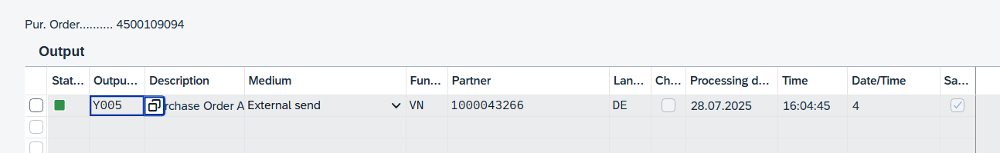 Pur. Order.......... 4500109094
Output
Stat... Outpu... Description Medium Fun... Partner Lan... Ch... Processing d... Time Date/Time Sa...
Y005 rchase Order A External send VN 1000043266 DE 28.07.2025 16:04:45 4